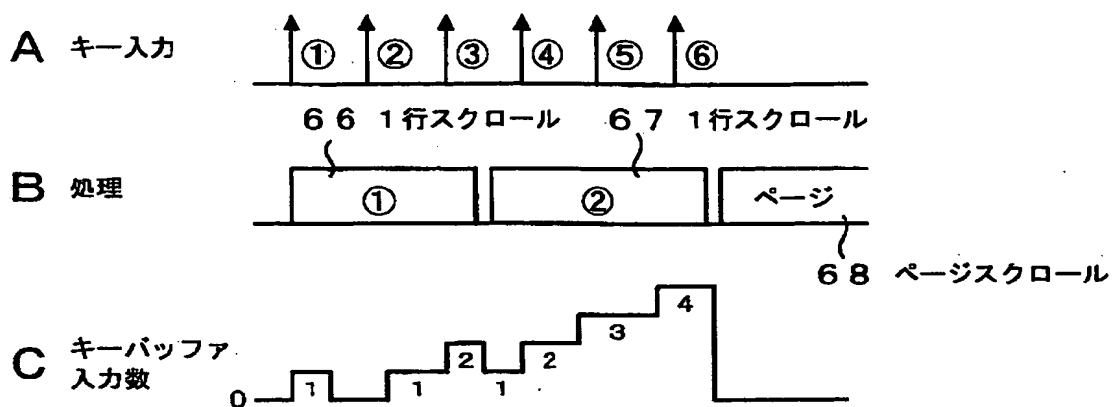 A キー入力 ① ② ③ ④ ⑤ ⑥
66 1行スクロール 67 1行スクロール
B 処理 ① ② ページ
68 ページスクロール
C キーバッファ入力数 0 1 1 2 1 2 3 4